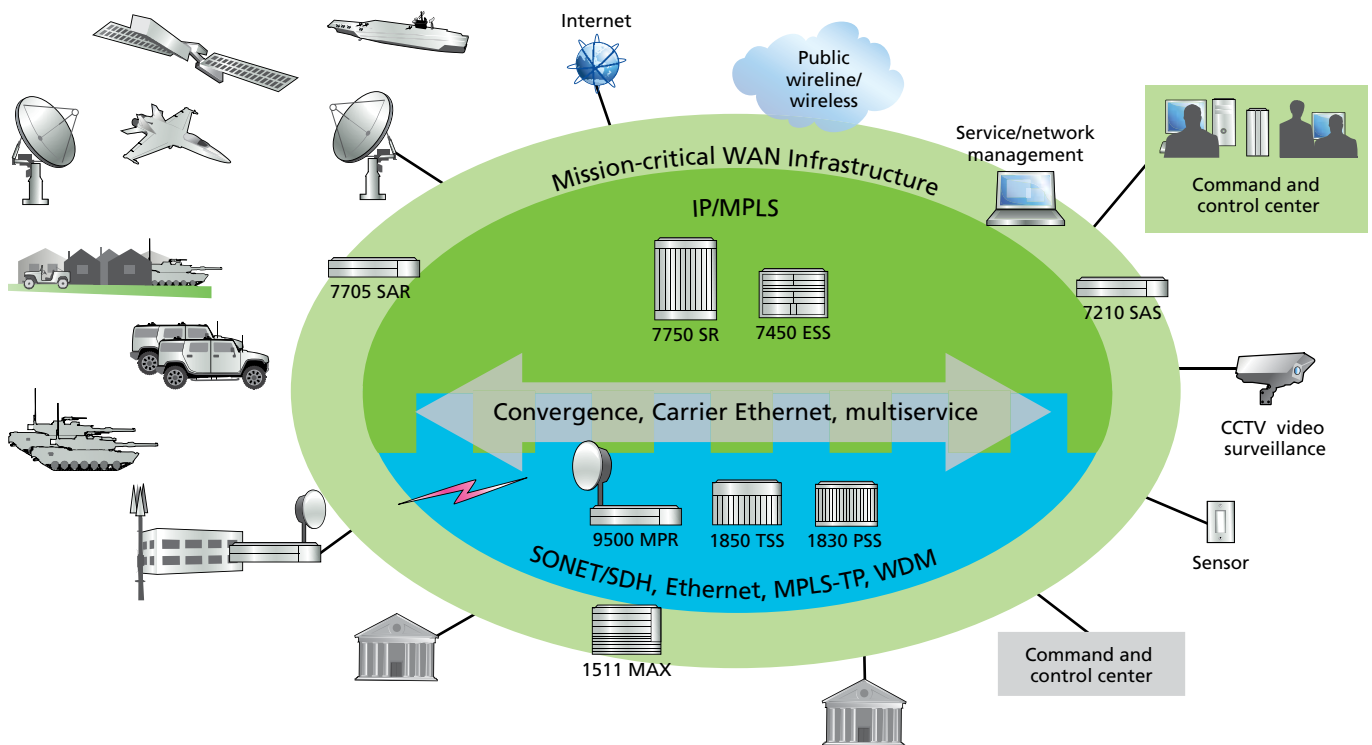 Internet
Public
wireline/
wireless
Service/network
management
Command and
control center
Mission-critical WAN Infrastructure
IP/MPLS
7705 SAR
7750 SR
7450 ESS
7210 SAS
Convergence, Carrier Ethernet, multiservice
CCTV video
surveillance
9500 MPR
1850 TSS
1830 PSS
SONET/SDH, Ethernet, MPLS-TP, WDM
Sensor
1511 MAX
Command and
control center